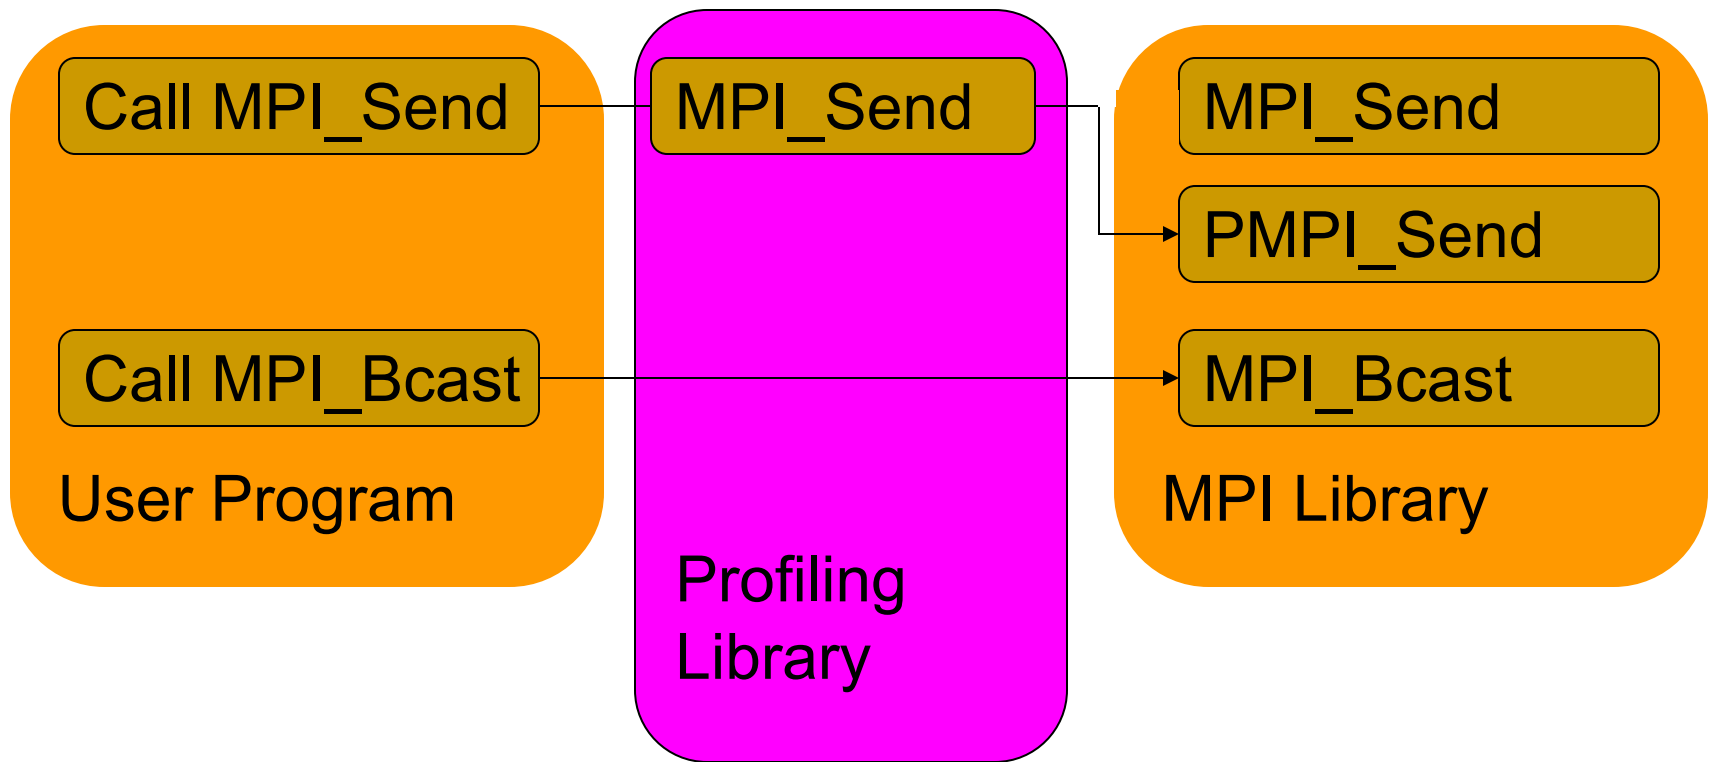 Call MPI_Send
MPI_Send
MPI_Send
PMPI_Send
Call MPI_Bcast
MPI_Bcast
User Program
MPI Library
Profiling
Library